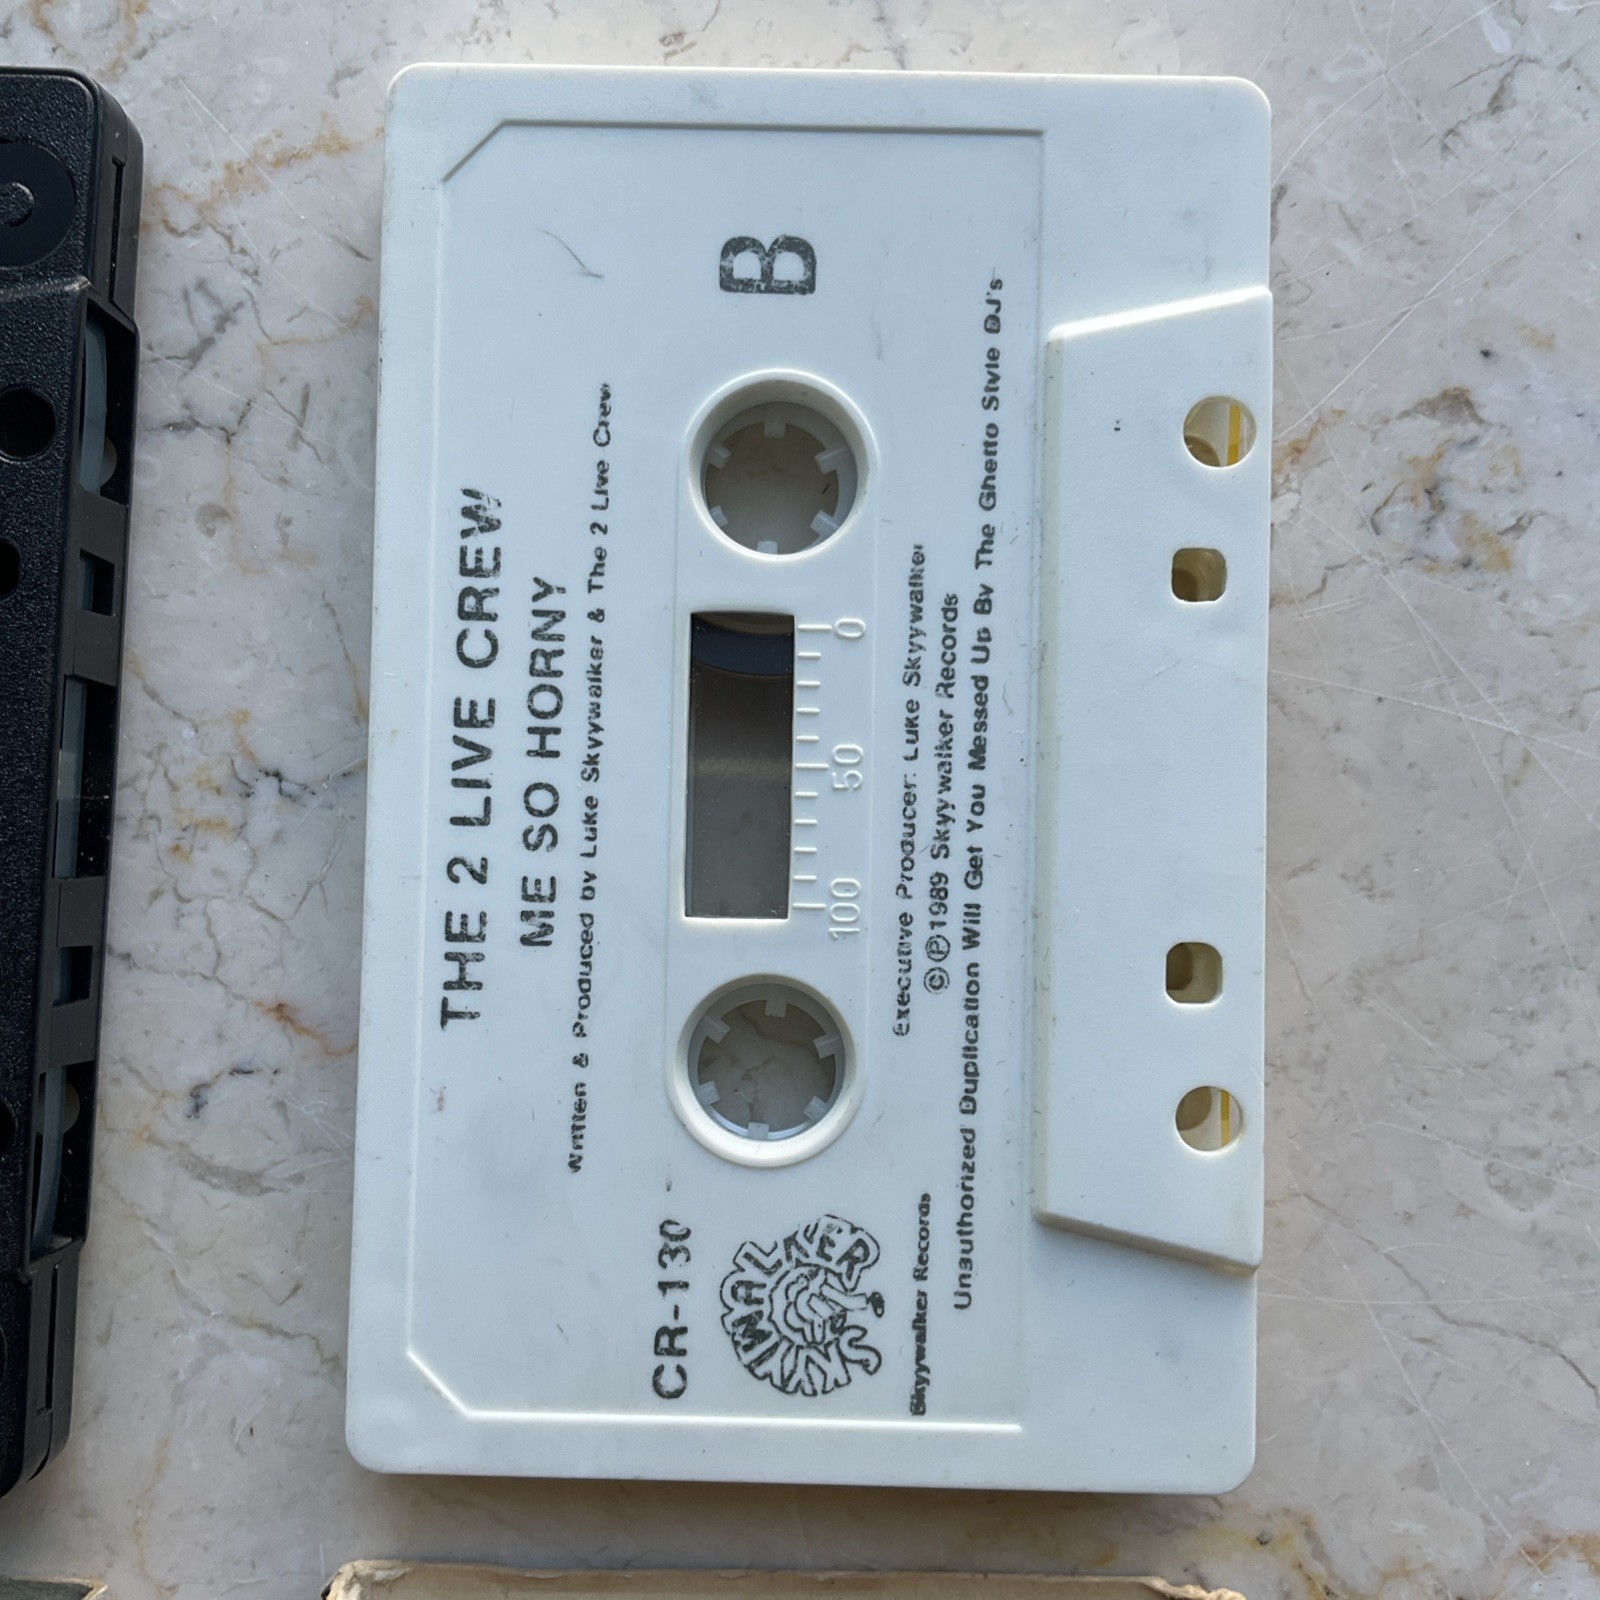 THE 2 LIVE CREW
ME SO HORNY
Written & Produced by Luke Skyywalker & The 2 Live Crew
B
0
50
100
CR-130
SKYYWALKER
Executive Producer: Luke Skyywalker
©℗1989 Skyywalker Records
Skyywalker Records
Unauthorized Duplication Will Get You Messed Up By The Ghetto Style DJ's